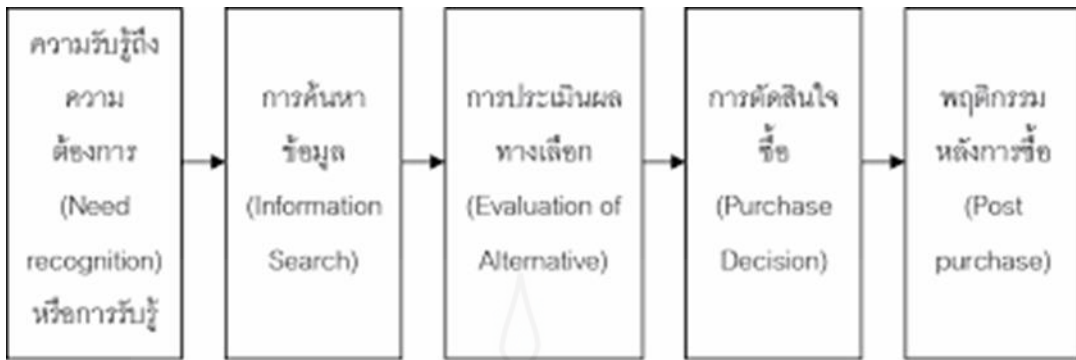 ความรับรู้ถึง
ความ
ต้องการ
(Need
recognition)
หรือการรับรู้
การค้นหา
ข้อมูล
(Information
Search)
การประเมินผล
ทางเลือก
(Evaluation of
Alternative)
การตัดสินใจ
ซื้อ
(Purchase
Decision)
พฤติกรรม
หลังการซื้อ
(Post
purchase)